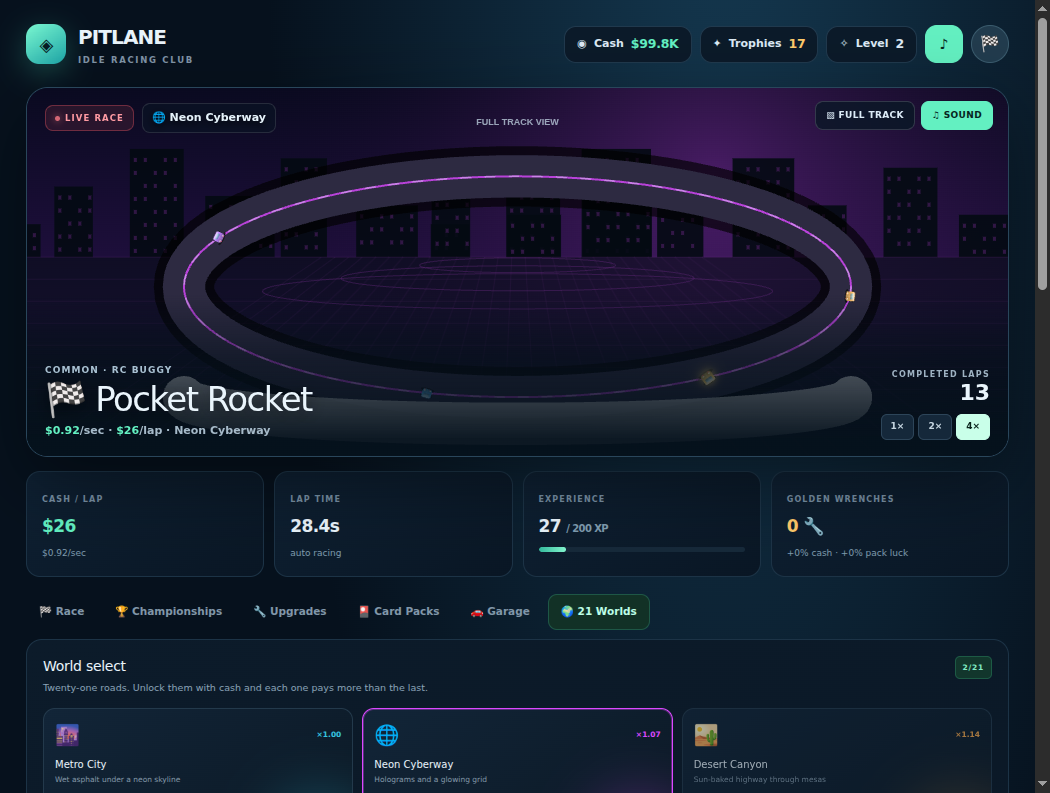 PITLANE
IDLE RACING CLUB
Cash $99.8K
Trophies 17
Level 2
LIVE RACE
Neon Cyberway
FULL TRACK VIEW
FULL TRACK
SOUND
COMMON · RC BUGGY
Pocket Rocket
$0.92/sec · $26/lap · Neon Cyberway
COMPLETED LAPS
13
1×
2×
4×
CASH / LAP
$26
$0.92/sec
LAP TIME
28.4s
auto racing
EXPERIENCE
27 / 200 XP
GOLDEN WRENCHES
0
+0% cash · +0% pack luck
Race
Championships
Upgrades
Card Packs
Garage
21 Worlds
World select
2/21
Twenty-one roads. Unlock them with cash and each one pays more than the last.
×1.00
Metro City
Wet asphalt under a neon skyline
×1.07
Neon Cyberway
Holograms and a glowing grid
×1.14
Desert Canyon
Sun-baked highway through mesas